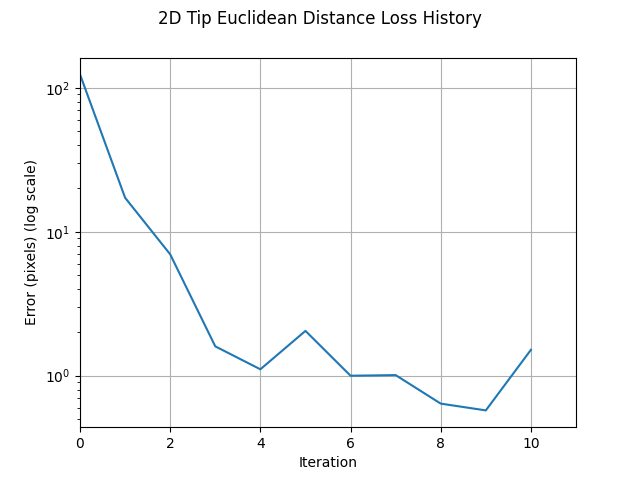 2D Tip Euclidean Distance Loss History
Error (pixels) (log scale)
10²
10¹
10⁰
0 2 4 6 8 10
Iteration